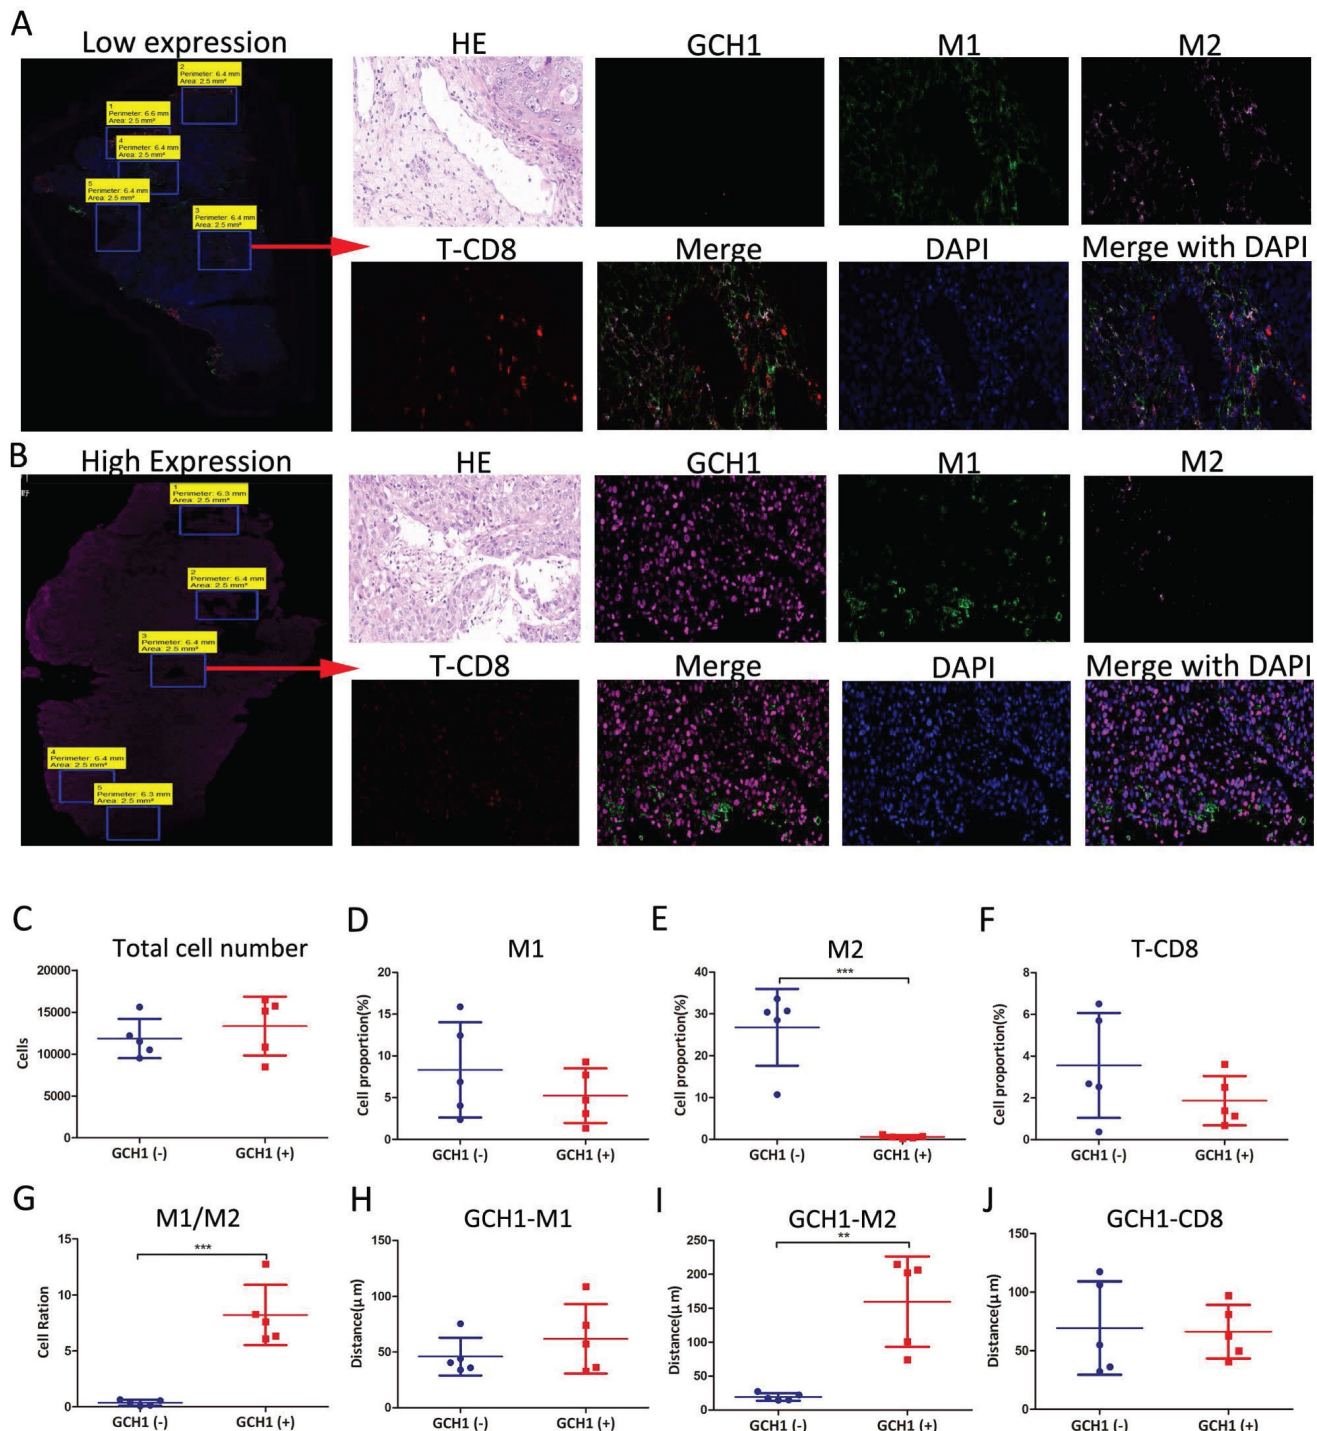 A
Low expression
HE
GCH1
M1
M2
2
Perimeter: 6.4 mm
Area: 2.5 mm²
1
Perimeter: 6.6 mm
Area: 2.5 mm²
4
Perimeter: 6.4 mm
Area: 2.5 mm²
5
Perimeter: 6.4 mm
Area: 2.5 mm²
3
Perimeter: 6.4 mm
Area: 2.5 mm²
T-CD8
Merge
DAPI
Merge with DAPI
B
High Expression
HE
GCH1
M1
M2
野
1
Perimeter: 6.3 mm
Area: 2.5 mm²
2
Perimeter: 6.4 mm
Area: 2.5 mm²
3
Perimeter: 6.4 mm
Area: 2.5 mm²
4
Perimeter: 6.4 mm
Area: 2.5 mm²
5
Perimeter: 6.3 mm
Area: 2.5 mm²
T-CD8
Merge
DAPI
Merge with DAPI
C
Total cell number
Cells
20000
15000
10000
5000
0
GCH1 (-)
GCH1 (+)
D
M1
Cell proportion(%)
20
15
10
5
0
GCH1 (-)
GCH1 (+)
E
M2
***
Cell proportion(%)
40
30
20
10
0
GCH1 (-)
GCH1 (+)
F
T-CD8
Cell proportion(%)
8
6
4
2
0
GCH1 (-)
GCH1 (+)
G
M1/M2
***
Cell Ration
15
10
5
0
GCH1 (-)
GCH1 (+)
H
GCH1-M1
Distance(μm)
150
100
50
0
GCH1 (-)
GCH1 (+)
I
GCH1-M2
**
Distance(μm)
250
200
150
100
50
0
GCH1 (-)
GCH1 (+)
J
GCH1-CD8
Distance(μm)
150
100
50
0
GCH1 (-)
GCH1 (+)